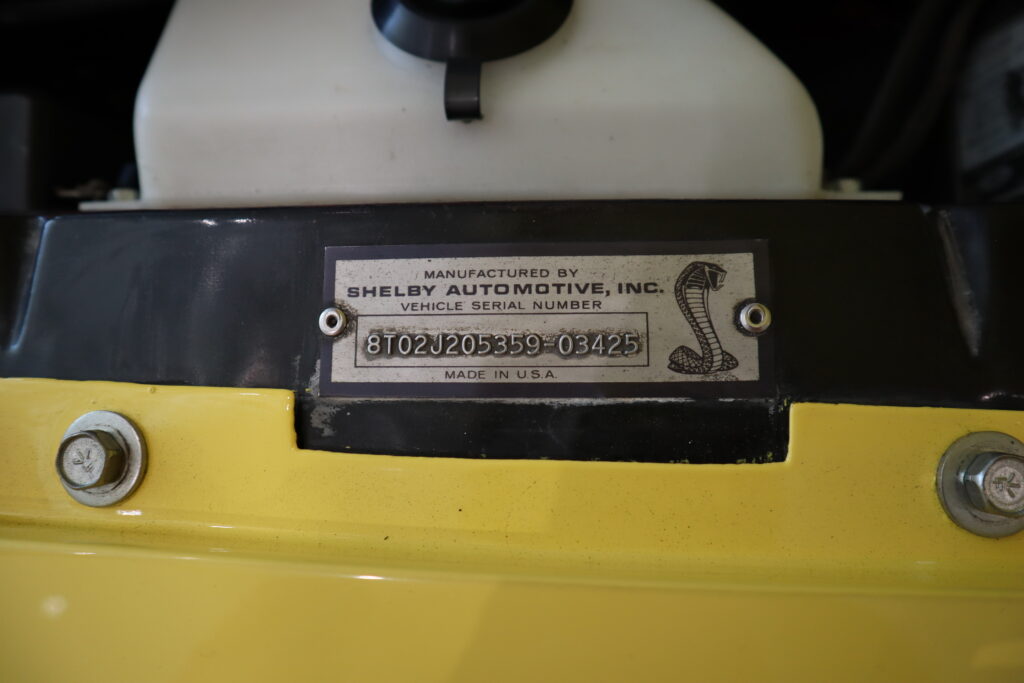 MANUFACTURED BY
SHELBY AUTOMOTIVE, INC.
VEHICLE SERIAL NUMBER
8T02J205359-03425
MADE IN U.S.A.